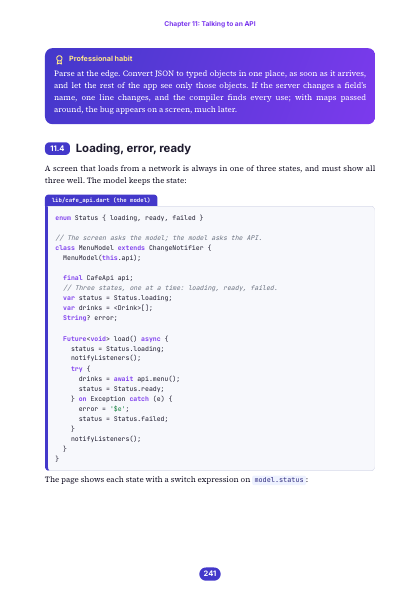 Chapter 11: Talking to an API
Professional habit
Parse at the edge. Convert JSON to typed objects in one place, as soon as it arrives,
and let the rest of the app see only those objects. If the server changes a field's
name, one line changes, and the compiler finds every use; with maps passed
around, the bug appears on a screen, much later.
11.4 Loading, error, ready
A screen that loads from a network is always in one of three states, and must show all
three well. The model keeps the state:
lib/cafe_api.dart (the model)
enum Status { loading, ready, failed }
// The screen asks the model; the model asks the API.
class MenuModel extends ChangeNotifier {
  MenuModel(this.api);
  final CafeApi api;
  // Three states, one at a time: loading, ready, failed.
  var status = Status.loading;
  var drinks = <Drink>[];
  String? error;
  Future<void> load() async {
    status = Status.loading;
    notifyListeners();
    try {
      drinks = await api.menu();
      status = Status.ready;
    } on Exception catch (e) {
      error = '$e';
      status = Status.failed;
    }
    notifyListeners();
  }
}
The page shows each state with a switch expression on model.status:
241